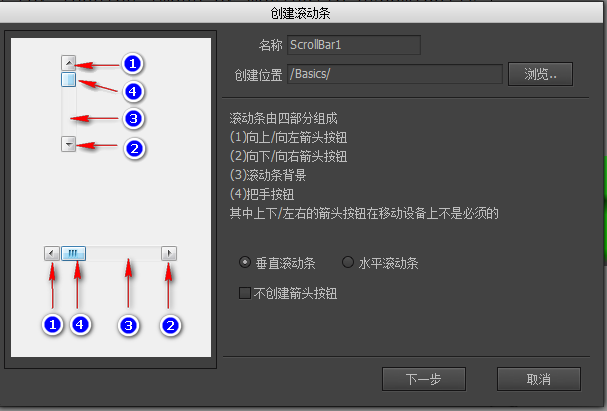 创建滚动条
名称 ScrollBar1
创建位置 /Basics/ 浏览..
滚动条由四部分组成
(1)向上/向左箭头按钮
(2)向下/向右箭头按钮
(3)滚动条背景
(4)把手按钮
其中上下/左右的箭头按钮在移动设备上不是必须的
垂直滚动条 水平滚动条
不创建箭头按钮
1
4
3
2
1 4 3 2
下一步 取消